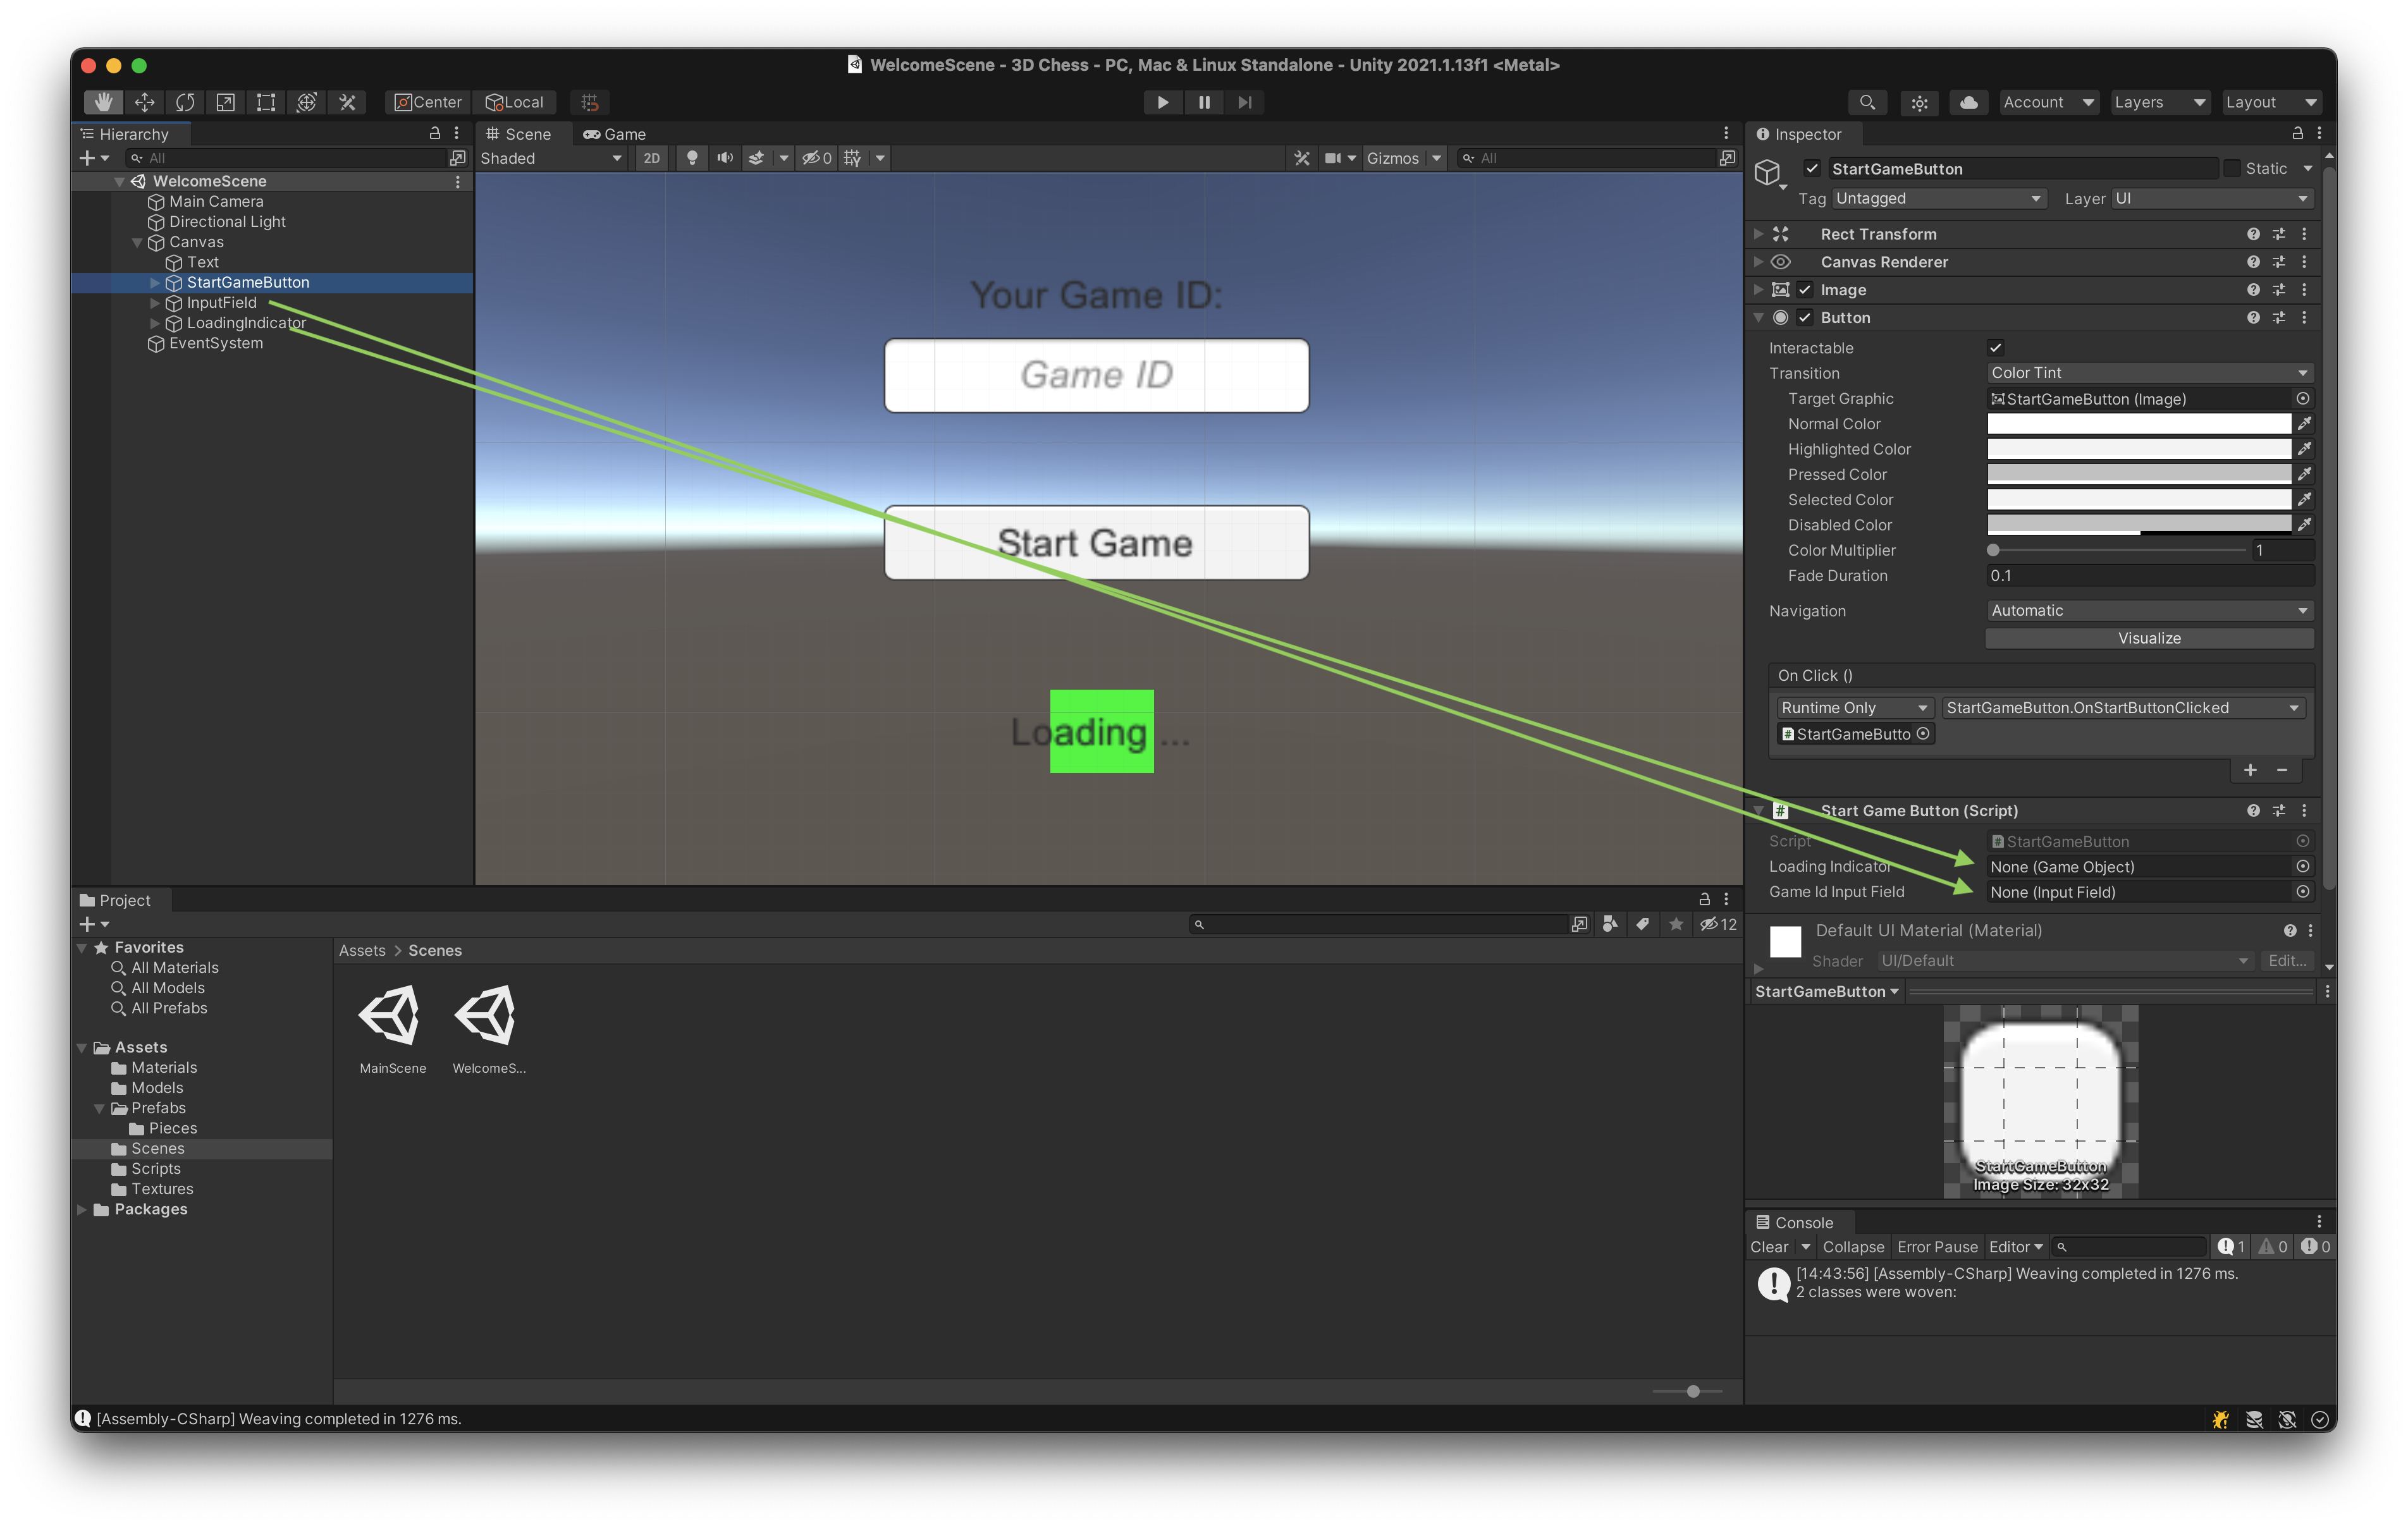 WelcomeScene - 3D Chess - PC, Mac & Linux Standalone - Unity 2021.1.13f1 <Metal>
Center
Local
Account
Layers
Layout
Hierarchy
All
WelcomeScene
Main Camera
Directional Light
Canvas
Text
StartGameButton
InputField
LoadingIndicator
EventSystem
Scene
Game
Shaded
2D
0
Gizmos
All
Your Game ID:
Game ID
Start Game
Loading ...
Inspector
StartGameButton
Static
Tag
Untagged
Layer
UI
Rect Transform
Canvas Renderer
Image
Button
Interactable
Transition
Color Tint
Target Graphic
StartGameButton (Image)
Normal Color
Highlighted Color
Pressed Color
Selected Color
Disabled Color
Color Multiplier
1
Fade Duration
0.1
Navigation
Automatic
Visualize
On Click ()
Runtime Only
StartGameButton.OnStartButtonClicked
StartGameButto
Start Game Button (Script)
Script
StartGameButton
Loading Indicator
None (Game Object)
Game Id Input Field
None (Input Field)
Default UI Material (Material)
Shader
UI/Default
Edit...
StartGameButton
StartGameButton
Image Size: 32x32
Project
12
Favorites
All Materials
All Models
All Prefabs
Assets
Materials
Models
Prefabs
Pieces
Scenes
Scripts
Textures
Packages
Assets > Scenes
MainScene
WelcomeS...
Console
Clear
Collapse
Error Pause
Editor
1
0
0
[14:43:56] [Assembly-CSharp] Weaving completed in 1276 ms.
2 classes were woven:
[Assembly-CSharp] Weaving completed in 1276 ms.